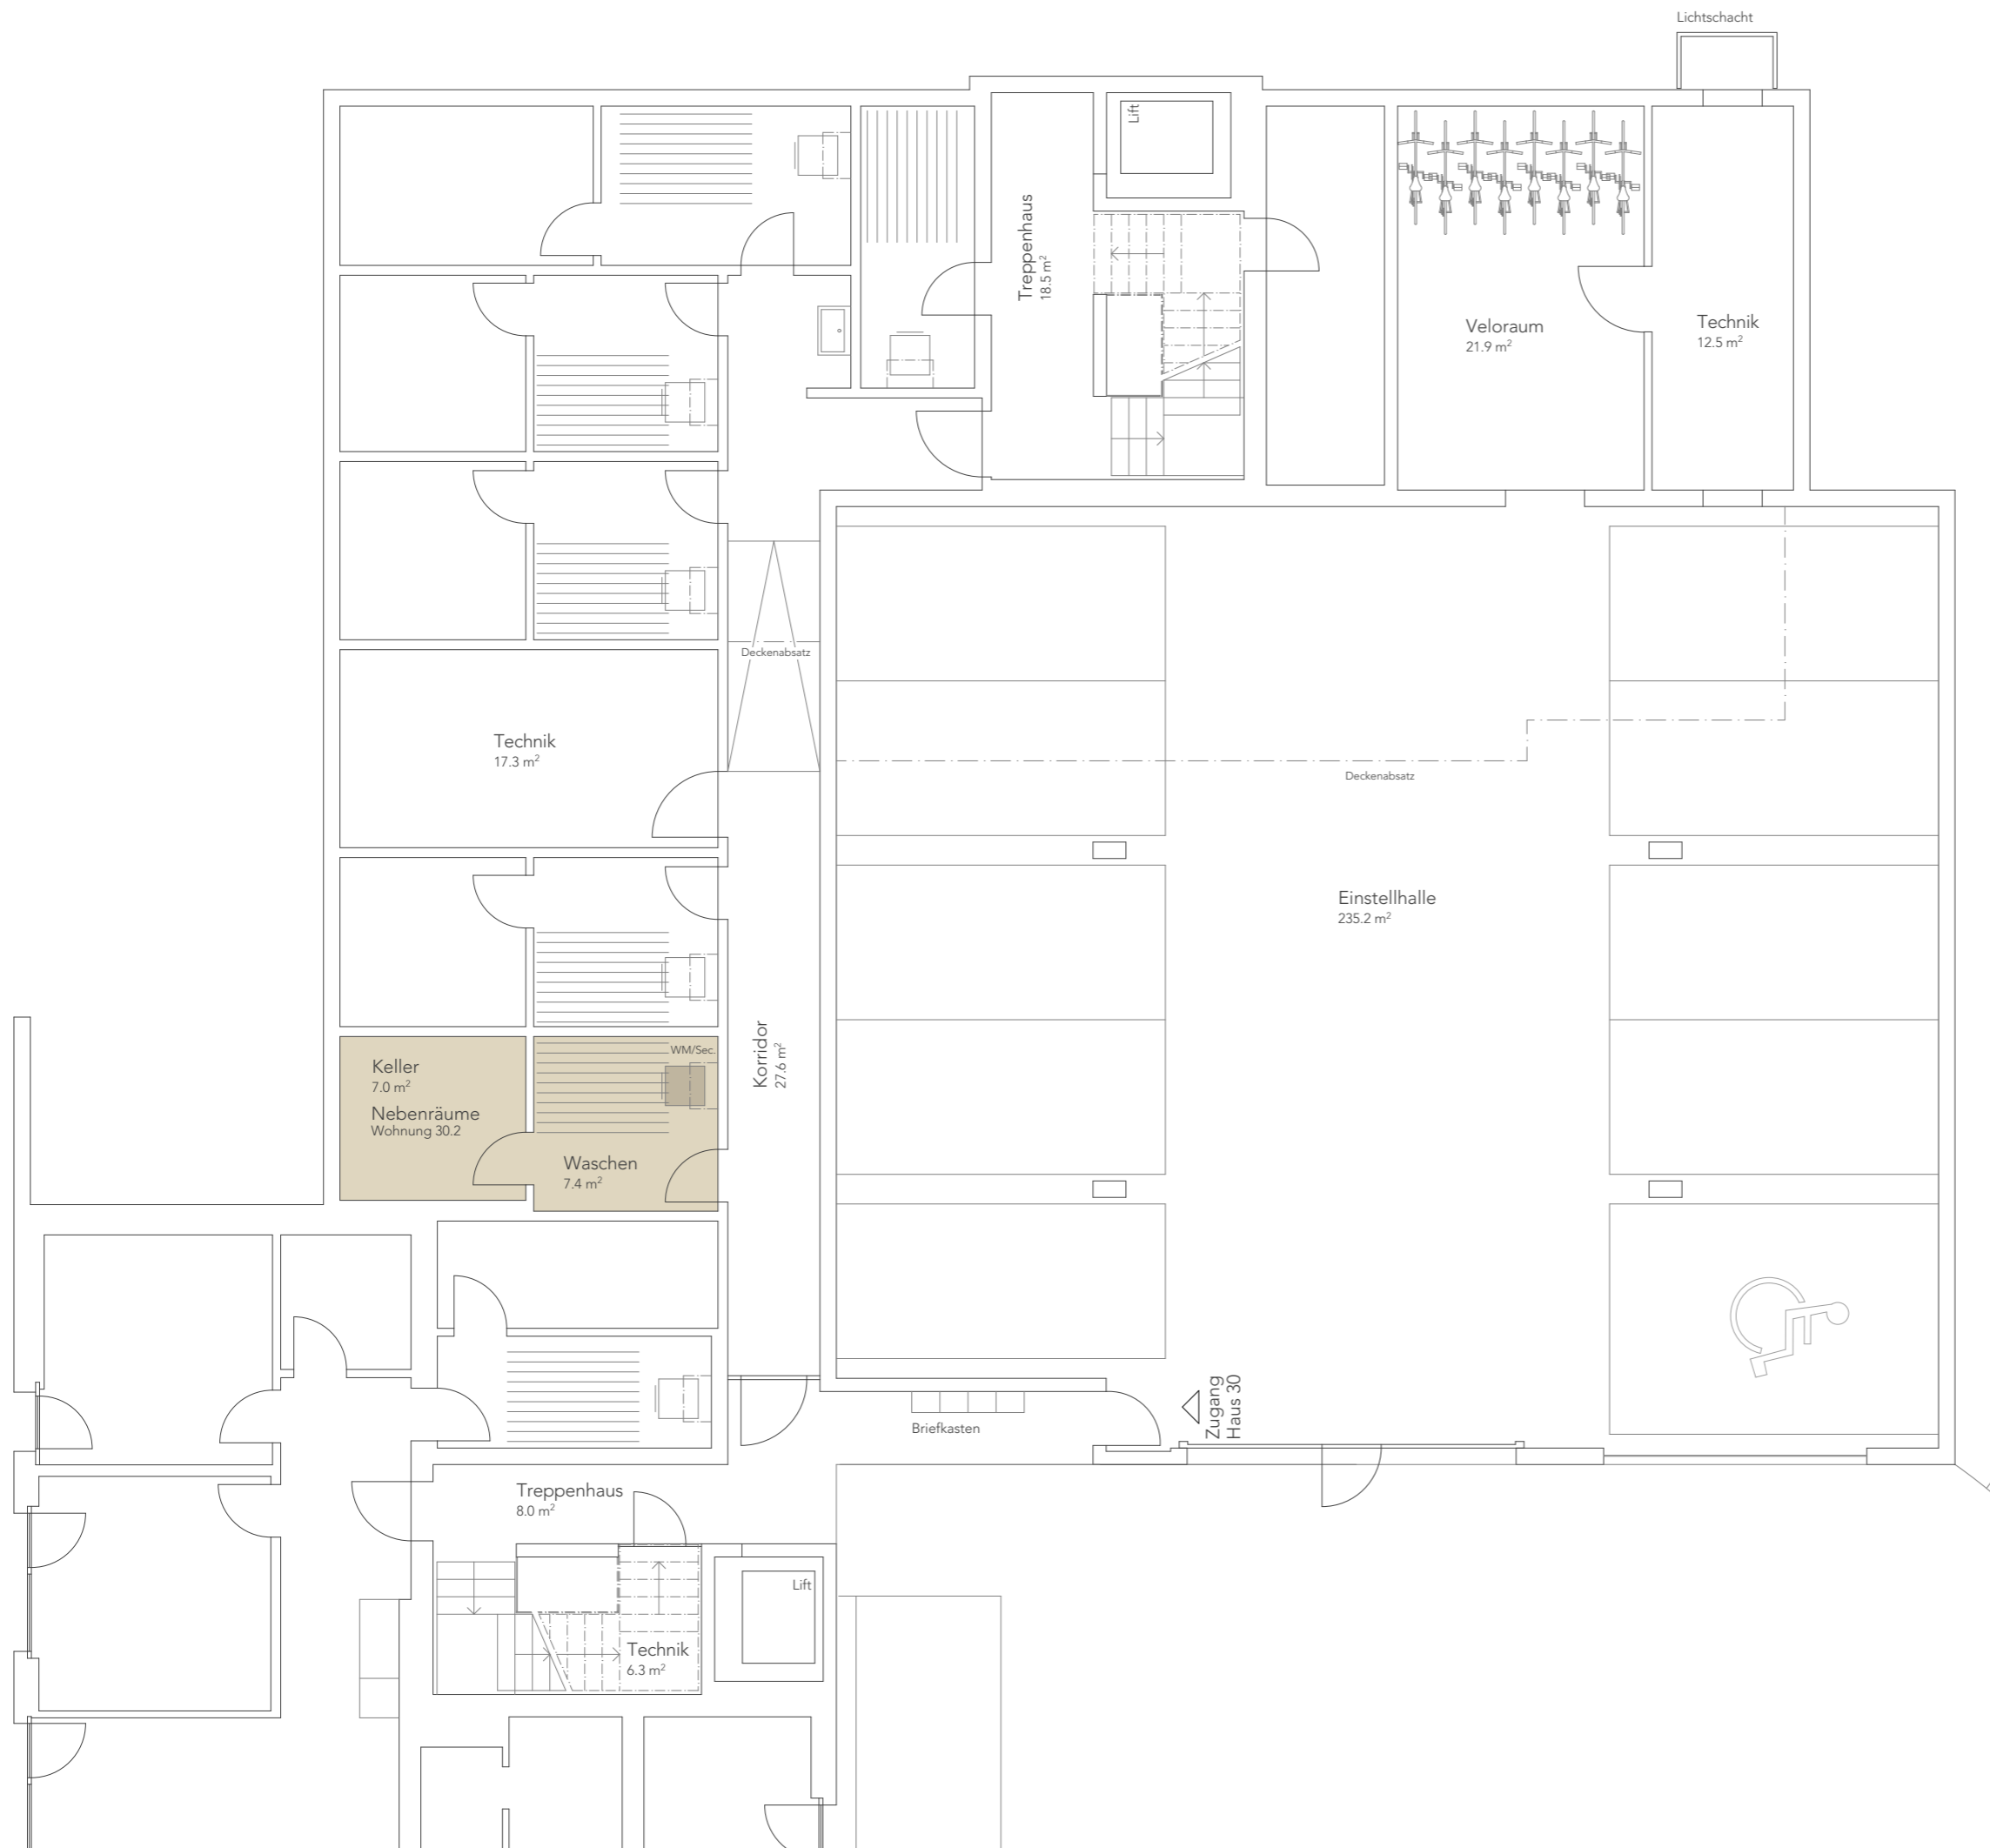 Lichtschacht
Lift
Treppenhaus
18.5 m²
Veloraum
21.9 m²
Technik
12.5 m²
Deckenabsatz
Technik
17.3 m²
Deckenabsatz
Einstellhalle
235.2 m²
Korridor
27.6 m²
WM/Sec.
Keller
7.0 m²
Nebenräume
Wohnung 30.2
Waschen
7.4 m²
Zugang
Haus 30
Briefkasten
Treppenhaus
8.0 m²
Lift
Technik
6.3 m²